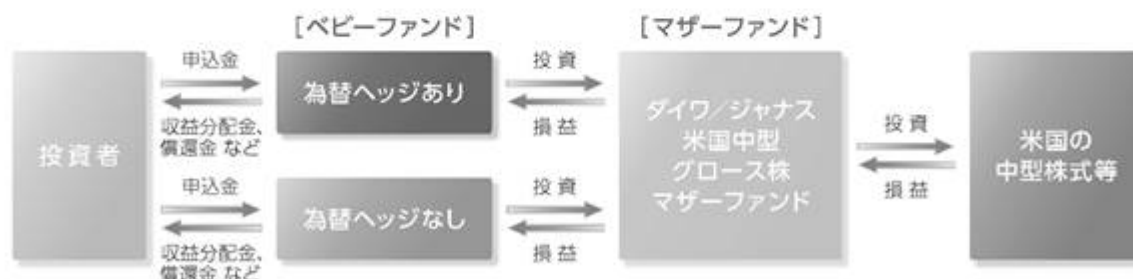 [ベビーファンド]
[マザーファンド]
投資者
申込金
収益分配金、
償還金 など
為替ヘッジあり
投資
損益
申込金
収益分配金、
償還金 など
為替ヘッジなし
投資
損益
ダイワ/ジャナス
米国中型
グロース株
マザーファンド
投資
損益
米国の
中型株式等